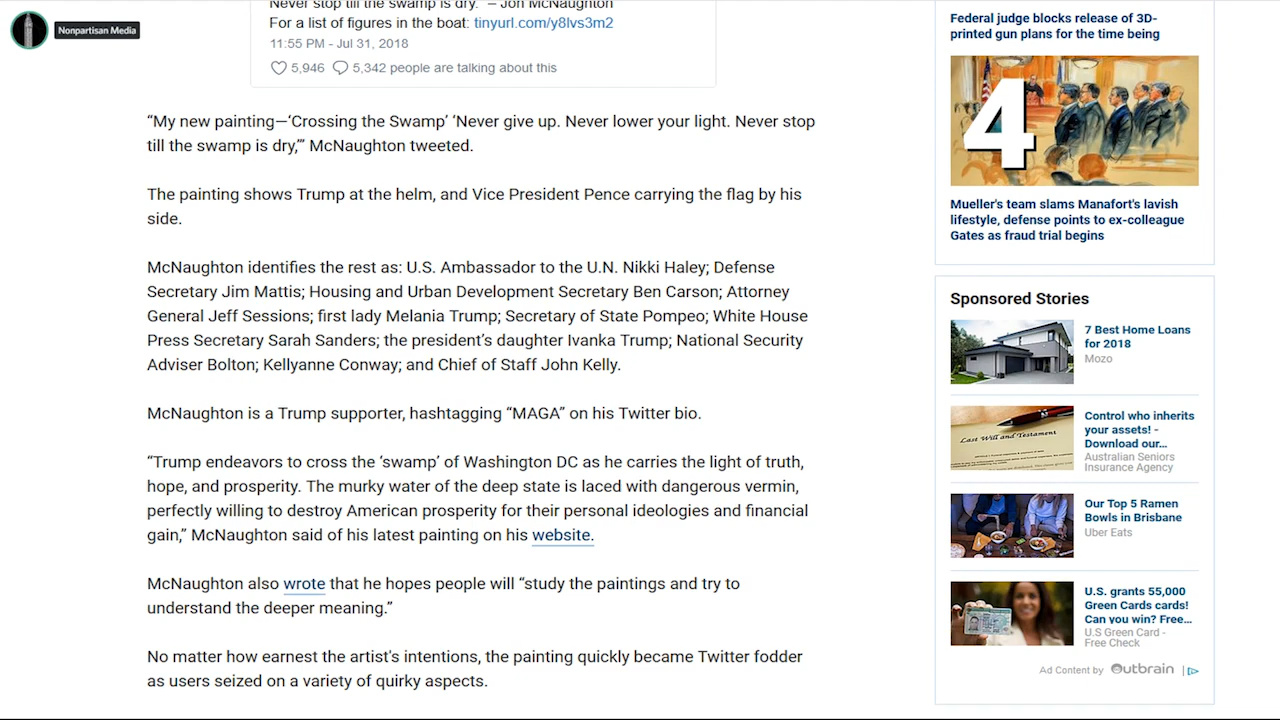 Nonpartisan Media
Never stop till the swamp is dry." – Jon McNaughton
For a list of figures in the boat: tinyurl.com/y8lvs3m2
11:55 PM - Jul 31, 2018
5,946 5,342 people are talking about this
“My new painting—‘Crossing the Swamp’ ‘Never give up. Never lower your light. Never stop
till the swamp is dry,’” McNaughton tweeted.
The painting shows Trump at the helm, and Vice President Pence carrying the flag by his
side.
McNaughton identifies the rest as: U.S. Ambassador to the U.N. Nikki Haley; Defense
Secretary Jim Mattis; Housing and Urban Development Secretary Ben Carson; Attorney
General Jeff Sessions; first lady Melania Trump; Secretary of State Pompeo; White House
Press Secretary Sarah Sanders; the president’s daughter Ivanka Trump; National Security
Adviser Bolton; Kellyanne Conway; and Chief of Staff John Kelly.
McNaughton is a Trump supporter, hashtagging “MAGA” on his Twitter bio.
“Trump endeavors to cross the ‘swamp’ of Washington DC as he carries the light of truth,
hope, and prosperity. The murky water of the deep state is laced with dangerous vermin,
perfectly willing to destroy American prosperity for their personal ideologies and financial
gain,” McNaughton said of his latest painting on his website.
McNaughton also wrote that he hopes people will “study the paintings and try to
understand the deeper meaning.”
No matter how earnest the artist’s intentions, the painting quickly became Twitter fodder
as users seized on a variety of quirky aspects.
Federal judge blocks release of 3D-
printed gun plans for the time being
4
Mueller's team slams Manafort's lavish
lifestyle, defense points to ex-colleague
Gates as fraud trial begins
Sponsored Stories
7 Best Home Loans
for 2018
Mozo
Last Will and Testament
Control who inherits
your assets! -
Download our...
Australian Seniors
Insurance Agency
Our Top 5 Ramen
Bowls in Brisbane
Uber Eats
U.S. grants 55,000
Green Cards cards!
Can you win? Free...
U.S Green Card -
Free Check
Ad Content by Outbrain